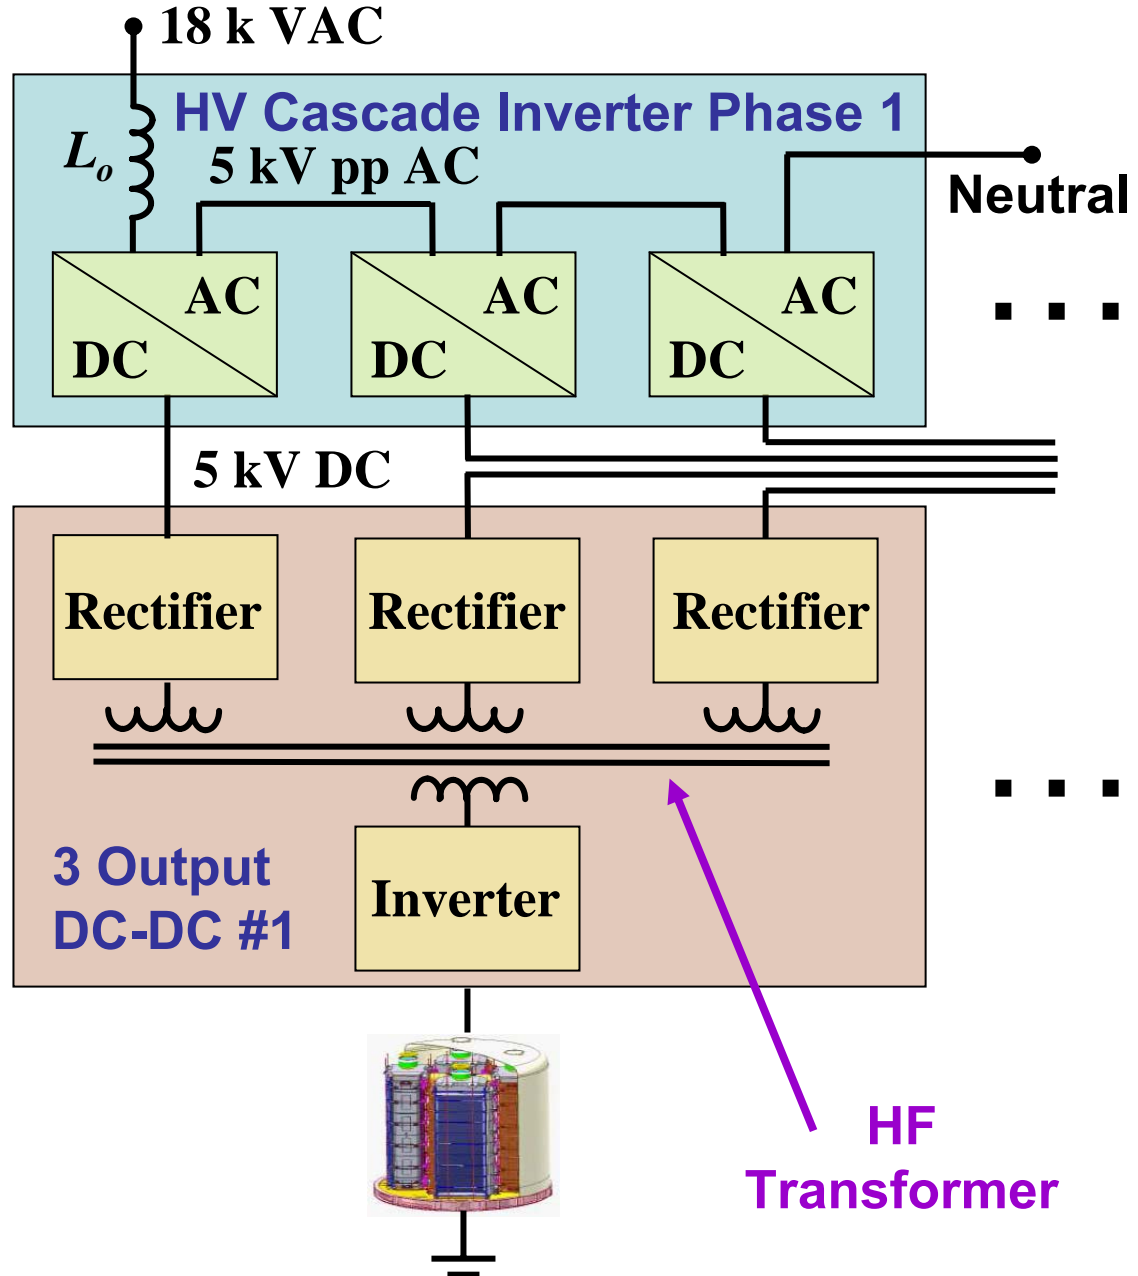 18 k VAC
HV Cascade Inverter Phase 1
Lo
5 kV pp AC
Neutral
AC
DC
AC
DC
AC
DC
. . .
5 kV DC
Rectifier
Rectifier
Rectifier
. . .
3 Output
DC-DC #1
Inverter
HF
Transformer